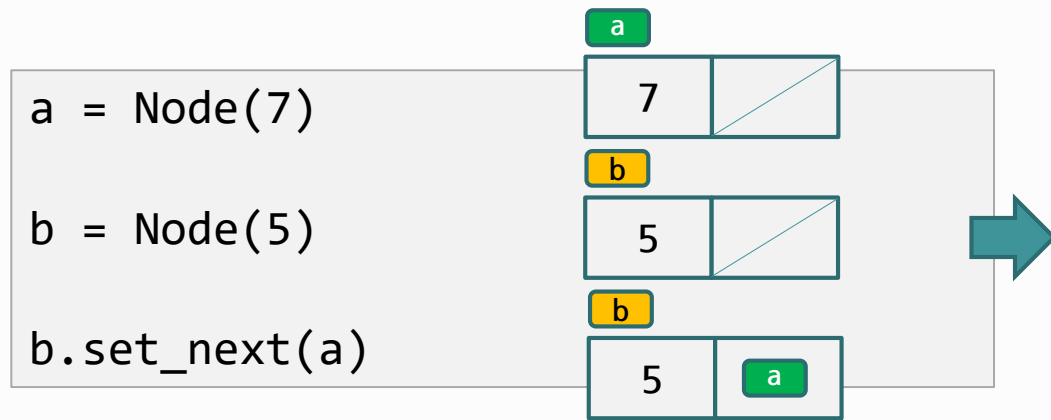 a
a = Node(7)
7
b
b = Node(5)
5
b
b.set_next(a)
5 a